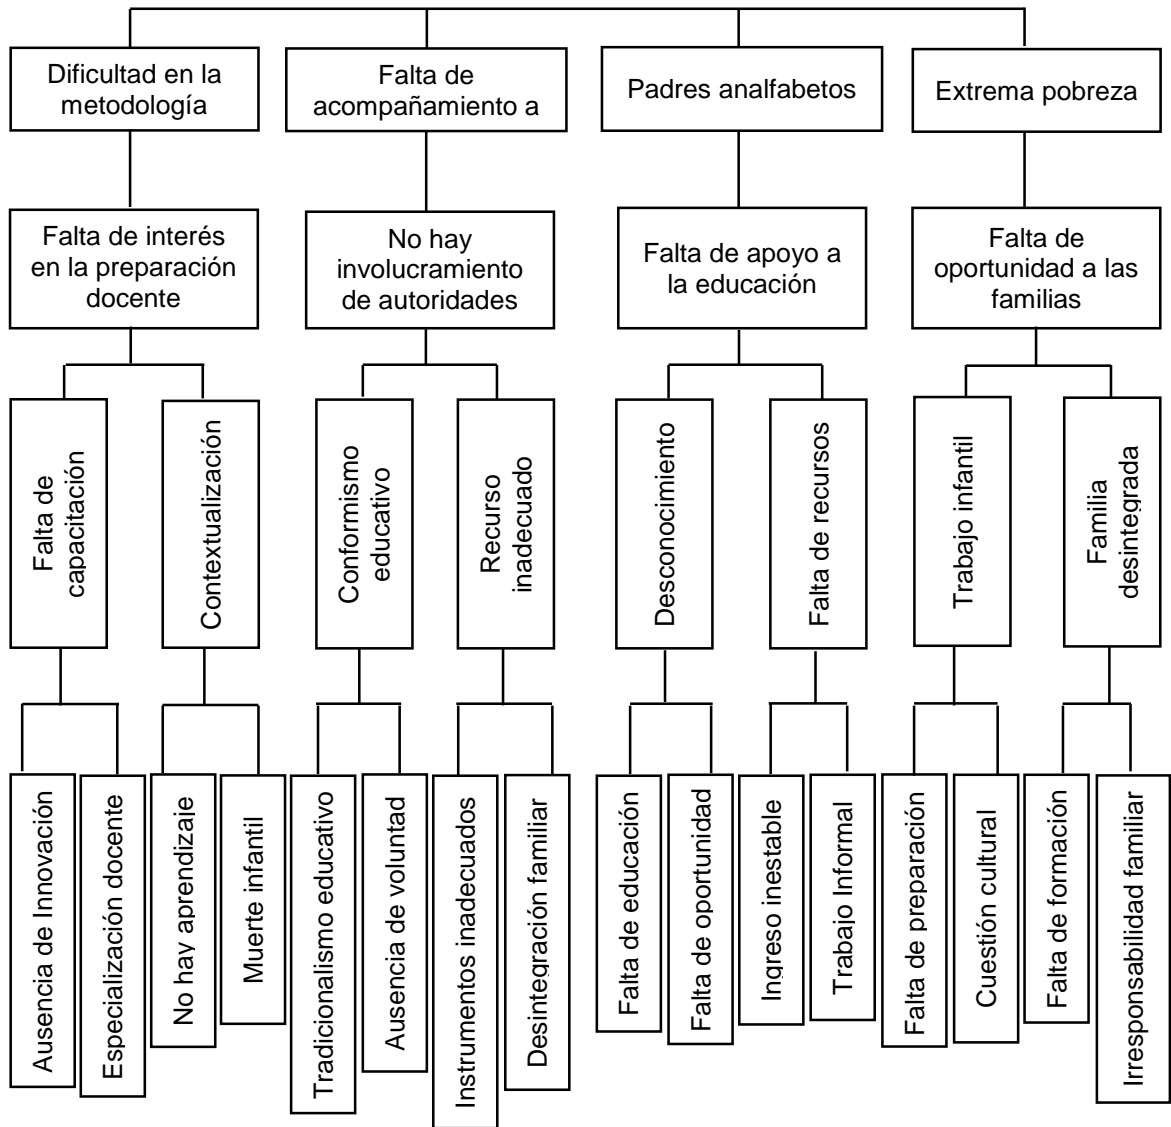 Dificultad en la
metodología
Falta de
acompañamiento a
Padres analfabetos
Extrema pobreza
Falta de interés
en la preparación
docente
No hay
involucramiento
de autoridades
Falta de apoyo a
la educación
Falta de
oportunidad a las
familias
Falta de
capacitación
Contextualización
Conformismo
educativo
Recurso
inadecuado
Desconocimiento
Falta de recursos
Trabajo infantil
Familia
desintegrada
Ausencia de Innovación
Especialización docente
No hay aprendizaje
Muerte infantil
Tradicionalismo educativo
Ausencia de voluntad
Instrumentos inadecuados
Desintegración familiar
Falta de educación
Falta de oportunidad
Ingreso inestable
Trabajo Informal
Falta de preparación
Cuestión cultural
Falta de formación
Irresponsabilidad familiar